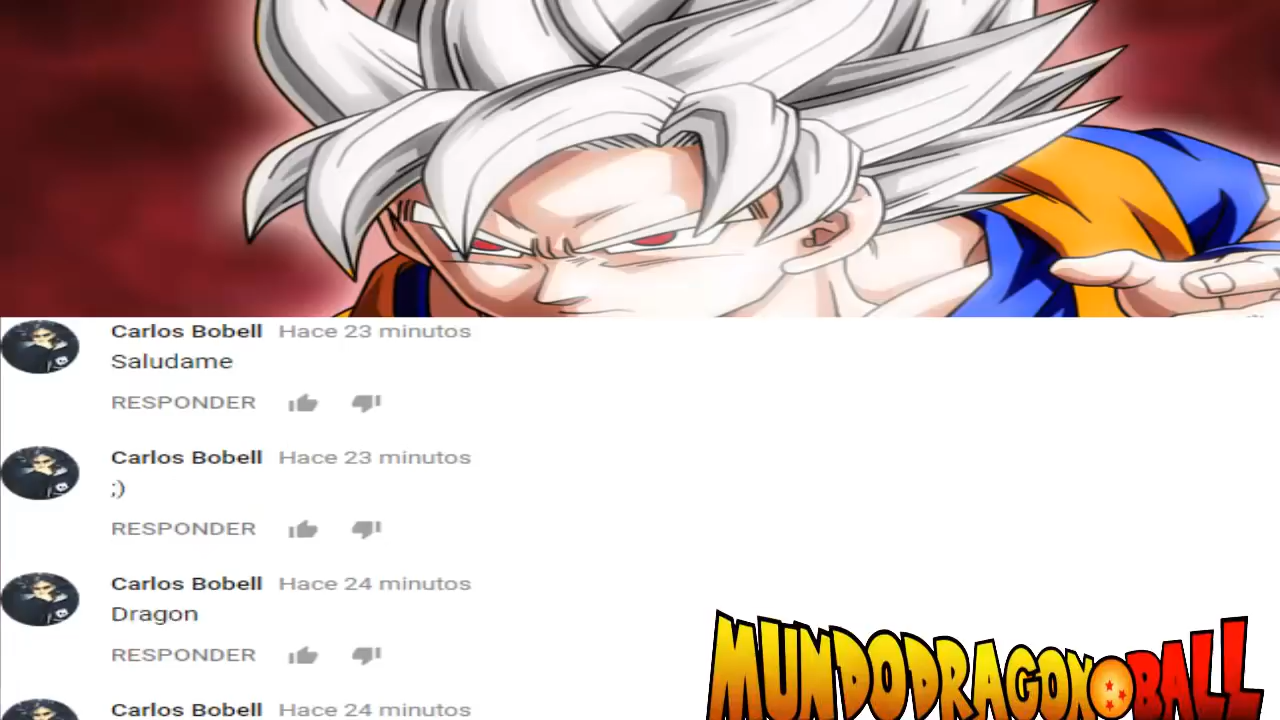 Carlos Bobell Hace 23 minutos
Saludame
RESPONDER
Carlos Bobell Hace 23 minutos
;)
RESPONDER
Carlos Bobell Hace 24 minutos
Dragon
RESPONDER
Carlos Bobell Hace 24 minutos
MUNDODRAGONBALL